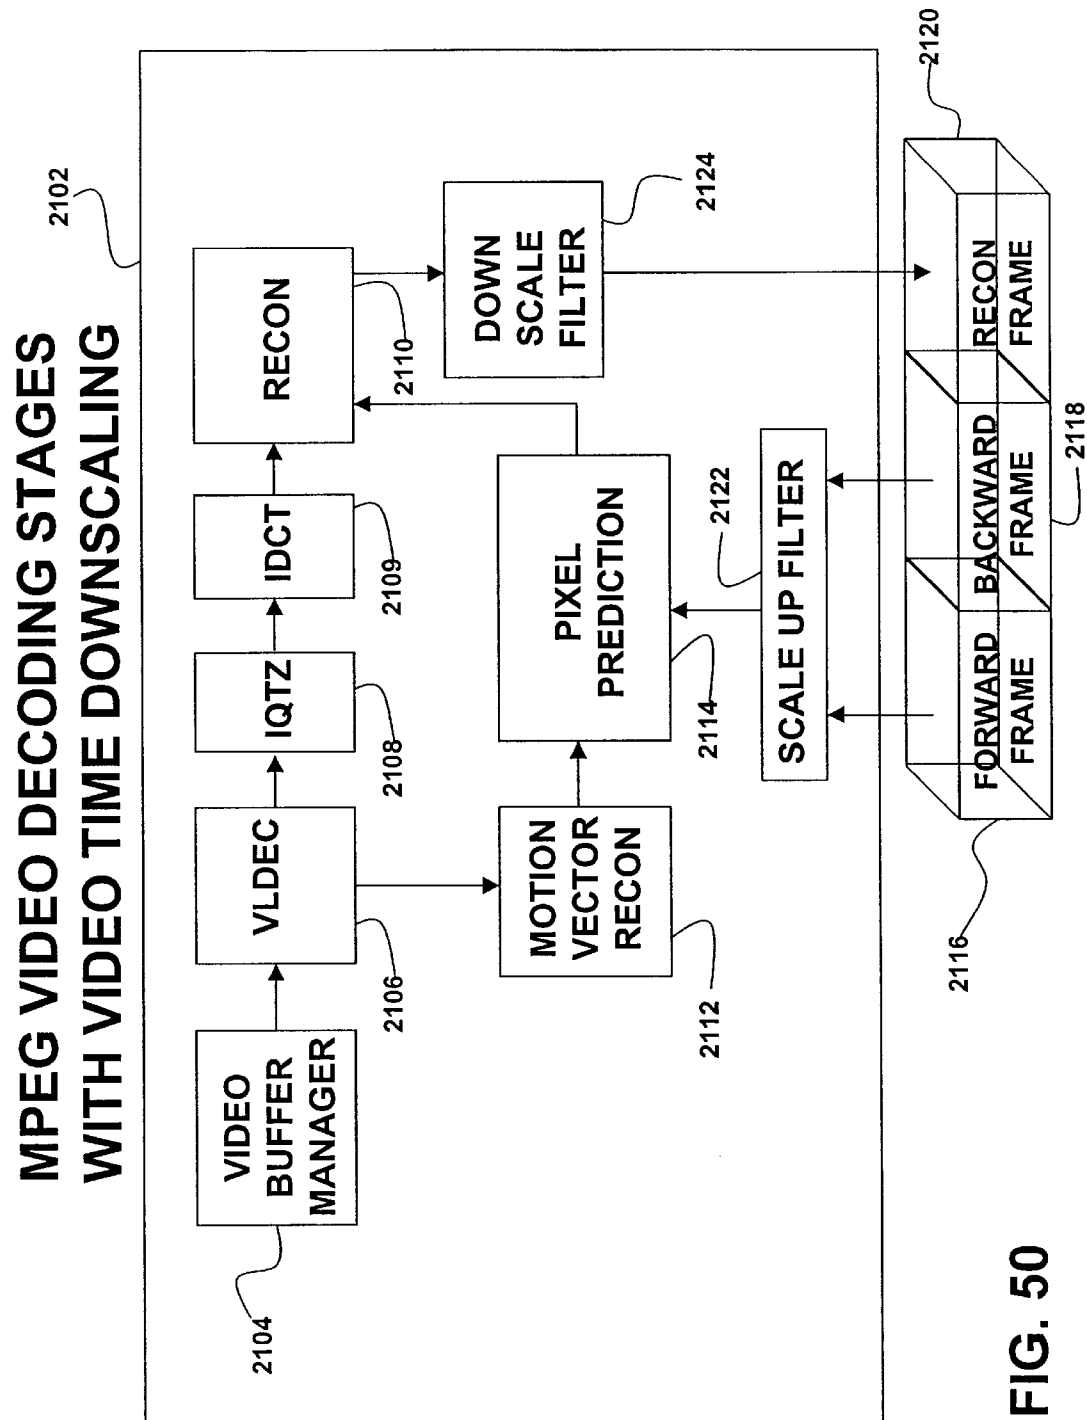 MPEG VIDEO DECODING STAGES
WITH VIDEO TIME DOWNSCALING
2102
VIDEO
BUFFER
MANAGER
2104
VLDEC
2106
IQTZ
2108
IDCT
2109
RECON
2110
MOTION
VECTOR
RECON
2112
PIXEL
PREDICTION
2114
DOWN
SCALE
FILTER
2124
SCALE UP FILTER
2122
FORWARD
FRAME
2116
BACKWARD
FRAME
2118
RECON
FRAME
2120
FIG. 50